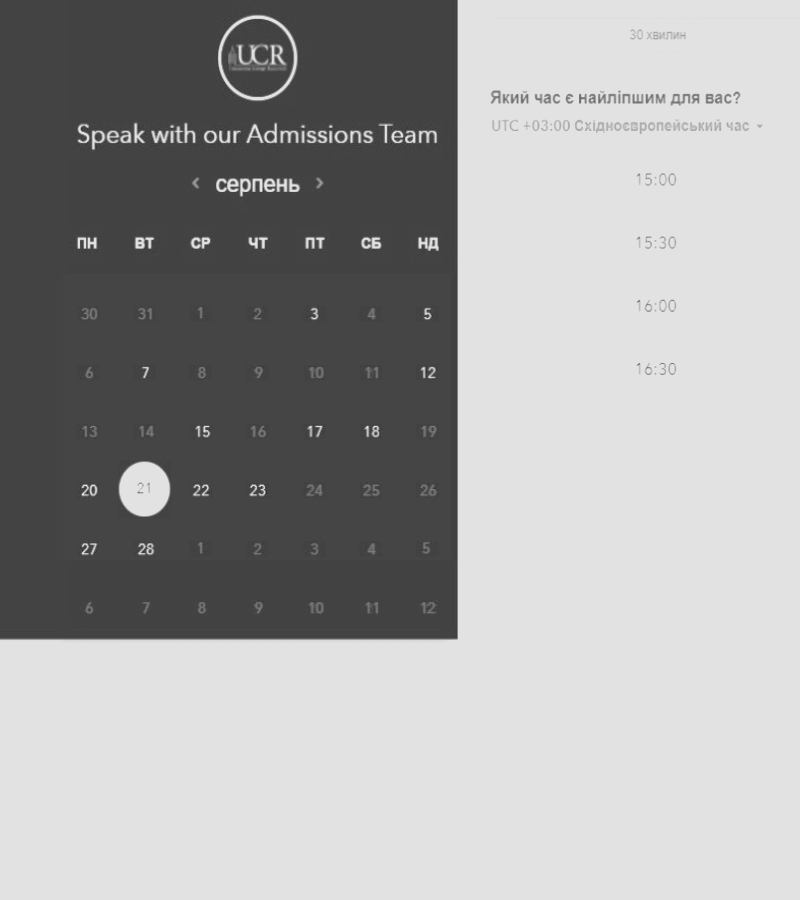 UCR
Speak with our Admissions Team
‹ серпень ›
ПН ВТ СР ЧТ ПТ СБ НД
30 31 1 2 3 4 5
6 7 8 9 10 11 12
13 14 15 16 17 18 19
20 21 22 23 24 25 26
27 28 1 2 3 4 5
6 7 8 9 10 11 12
30 хвилин
Який час є найліпшим для вас?
UTC +03:00 Східноєвропейський час
15:00
15:30
16:00
16:30